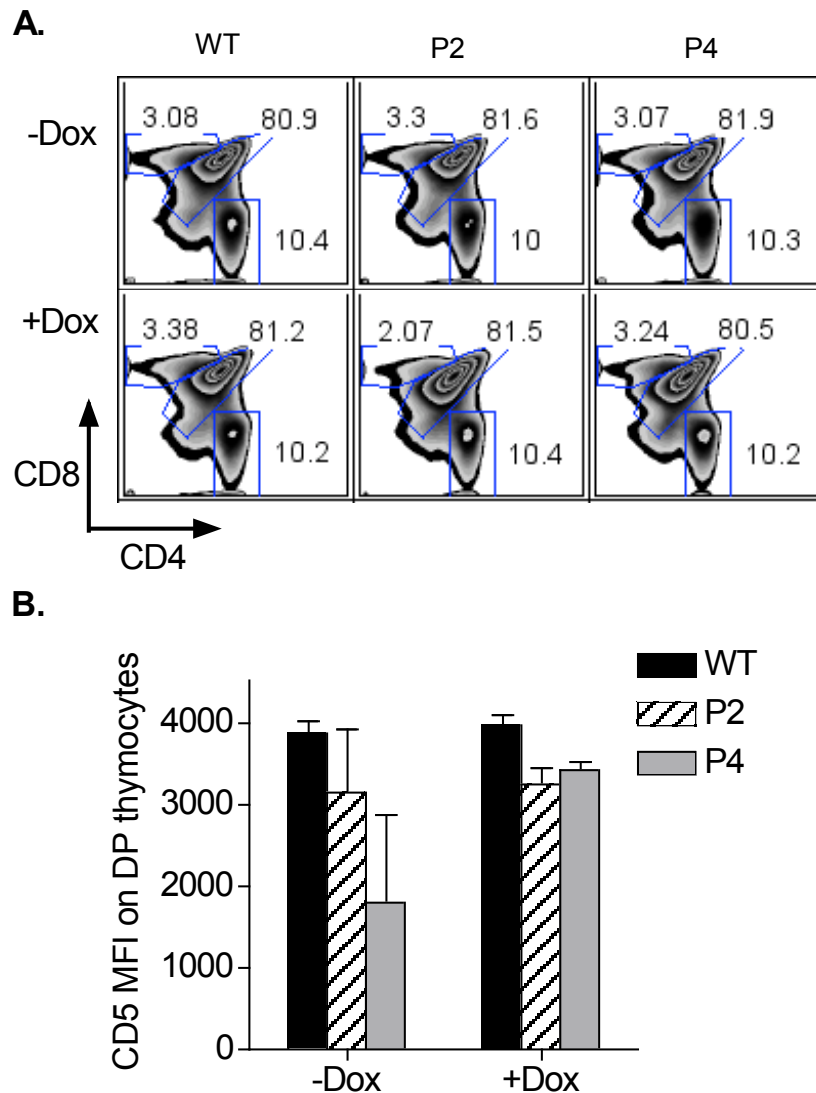 A.
WT P2 P4
-Dox
3.08 80.9 3.3 81.6 3.07 81.9
10.4 10 10.3
+Dox
3.38 81.2 2.07 81.5 3.24 80.5
10.2 10.4 10.2
CD8
CD4
B.
CD5 MFI on DP thymocytes
4000
3000
2000
1000
0
-Dox +Dox
WT
P2
P4